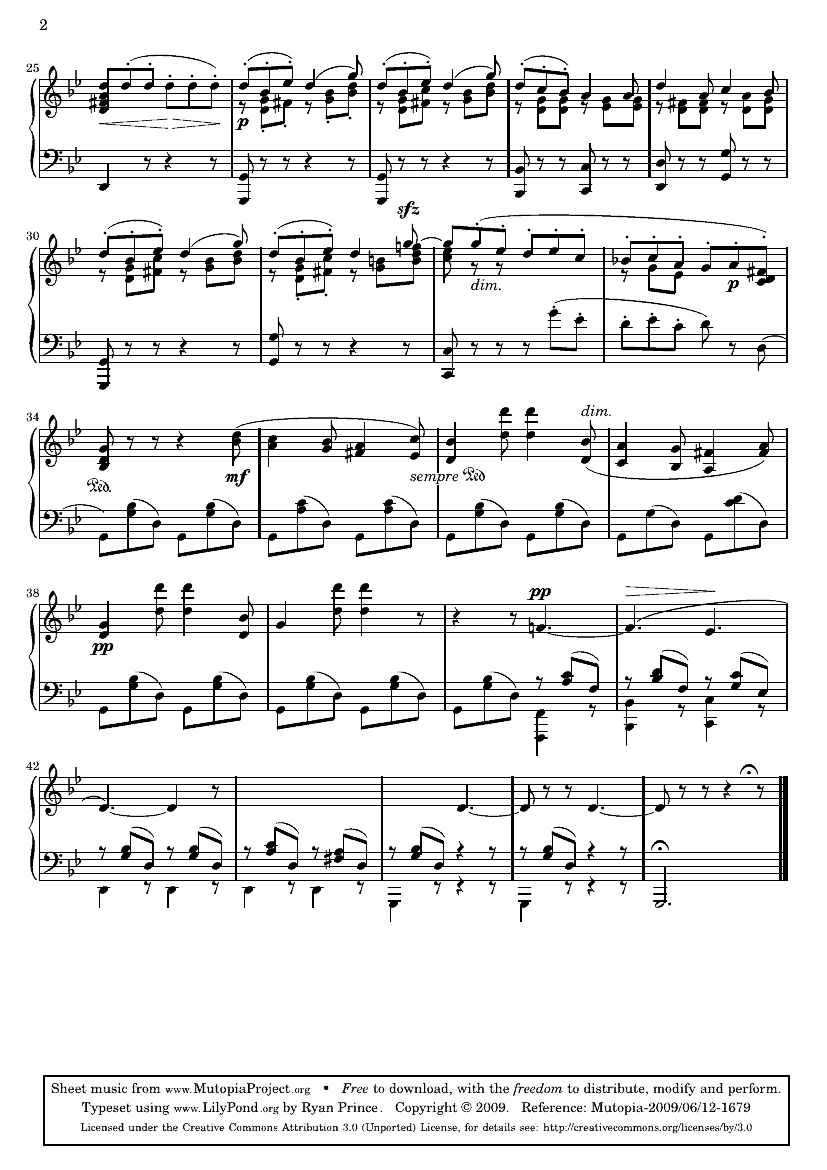 2
25
p
sfz
30
dim.
p
34
dim.
Ped.
mf
sempre Ped
38
pp
pp
42
Sheet music from www.MutopiaProject.org • Free to download, with the freedom to distribute, modify and perform.
Typeset using www.LilyPond.org by Ryan Prince. Copyright © 2009. Reference: Mutopia-2009/06/12-1679
Licensed under the Creative Commons Attribution 3.0 (Unported) License, for details see: http://creativecommons.org/licenses/by/3.0